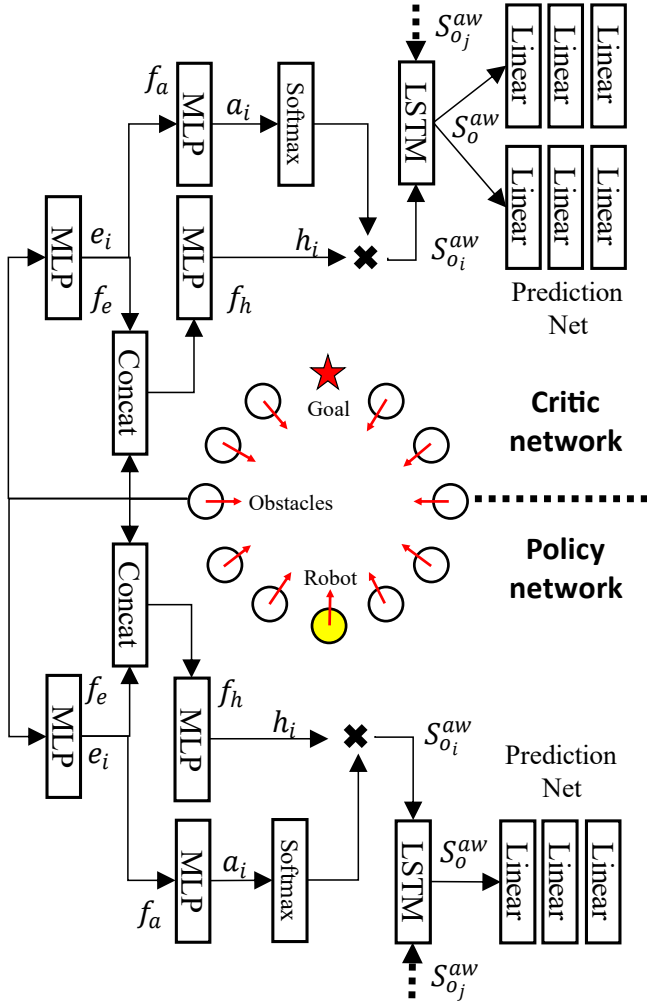 S_{o_j}^{aw}
f_a
MLP
a_i
Softmax
LSTM
S_o^{aw}
Linear
Linear
Linear
Linear
Linear
Linear
MLP
e_i
f_e
MLP
h_i
f_h
S_{o_i}^{aw}
Prediction
Net
Concat
Goal
Critic
network
Obstacles
Policy
network
Robot
Concat
f_e
MLP
e_i
f_h
MLP
h_i
S_{o_i}^{aw}
Prediction
Net
MLP
f_a
a_i
Softmax
LSTM
S_o^{aw}
Linear
Linear
Linear
S_{o_j}^{aw}